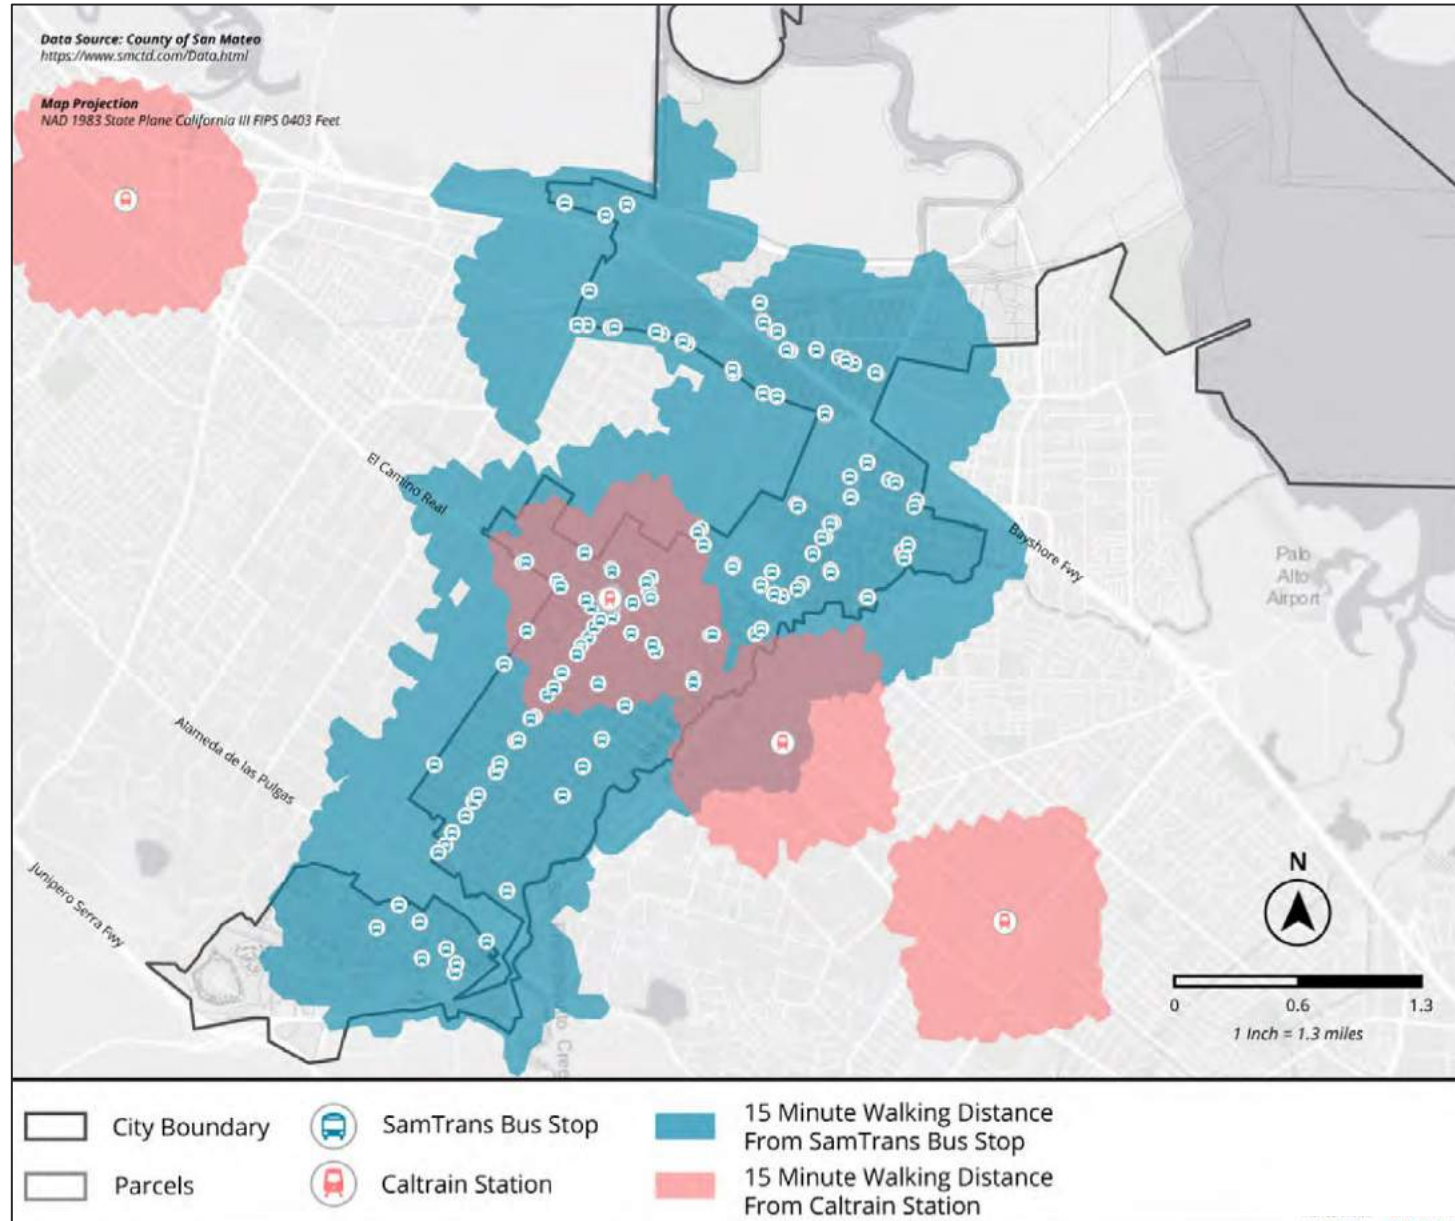 Data Source: County of San Mateo
https://www.smctd.com/Data.html
Map Projection
NAD 1983 State Plane California III FIPS 0403 Feet
El Camino Real
Bayshore Fwy
Palo
Alto
Airport
Alameda de las Pulgas
Junipero Serra Fwy
N
0 0.6 1.3
1 Inch = 1.3 miles
City Boundary
SamTrans Bus Stop
15 Minute Walking Distance
From SamTrans Bus Stop
Parcels
Caltrain Station
15 Minute Walking Distance
From Caltrain Station